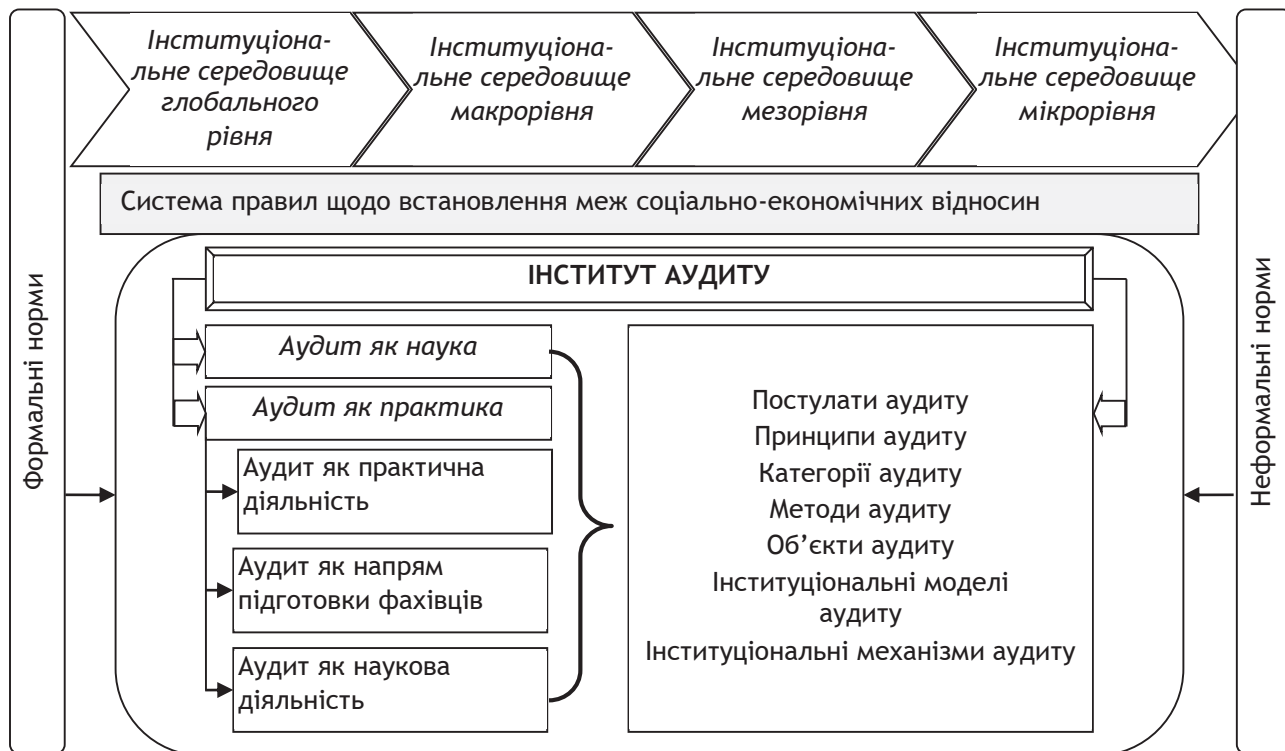 Формальні норми
Інституціона-
льне середовище
глобального
рівня
Інституціона-
льне середовище
макрорівня
Інституціона-
льне середовище
мезорівня
Інституціона-
льне середовище
мікрорівня
Система правил щодо встановлення меж соціально-економічних відносин
ІНСТИТУТ АУДИТУ
Аудит як наука
Аудит як практика
Аудит як практична
діяльність
Аудит як напрям
підготовки фахівців
Аудит як наукова
діяльність
Постулати аудиту
Принципи аудиту
Категорії аудиту
Методи аудиту
Об’єкти аудиту
Інституціональні моделі
аудиту
Інституціональні механізми аудиту
Неформальні норми